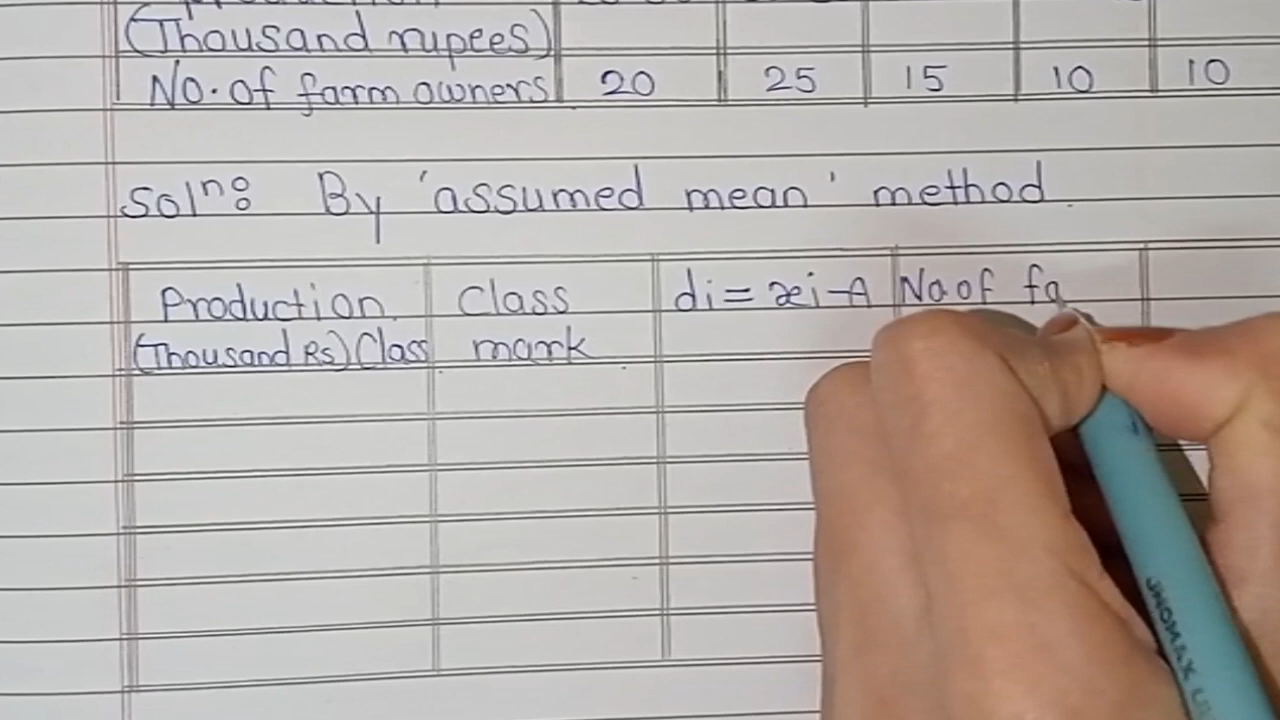 (Thousand rupees)
No. of farm owners 20 25 15 10 10
Soln: By 'assumed mean' method.
Production Class di = xi-A No of fa
(Thousand Rs) Class mark